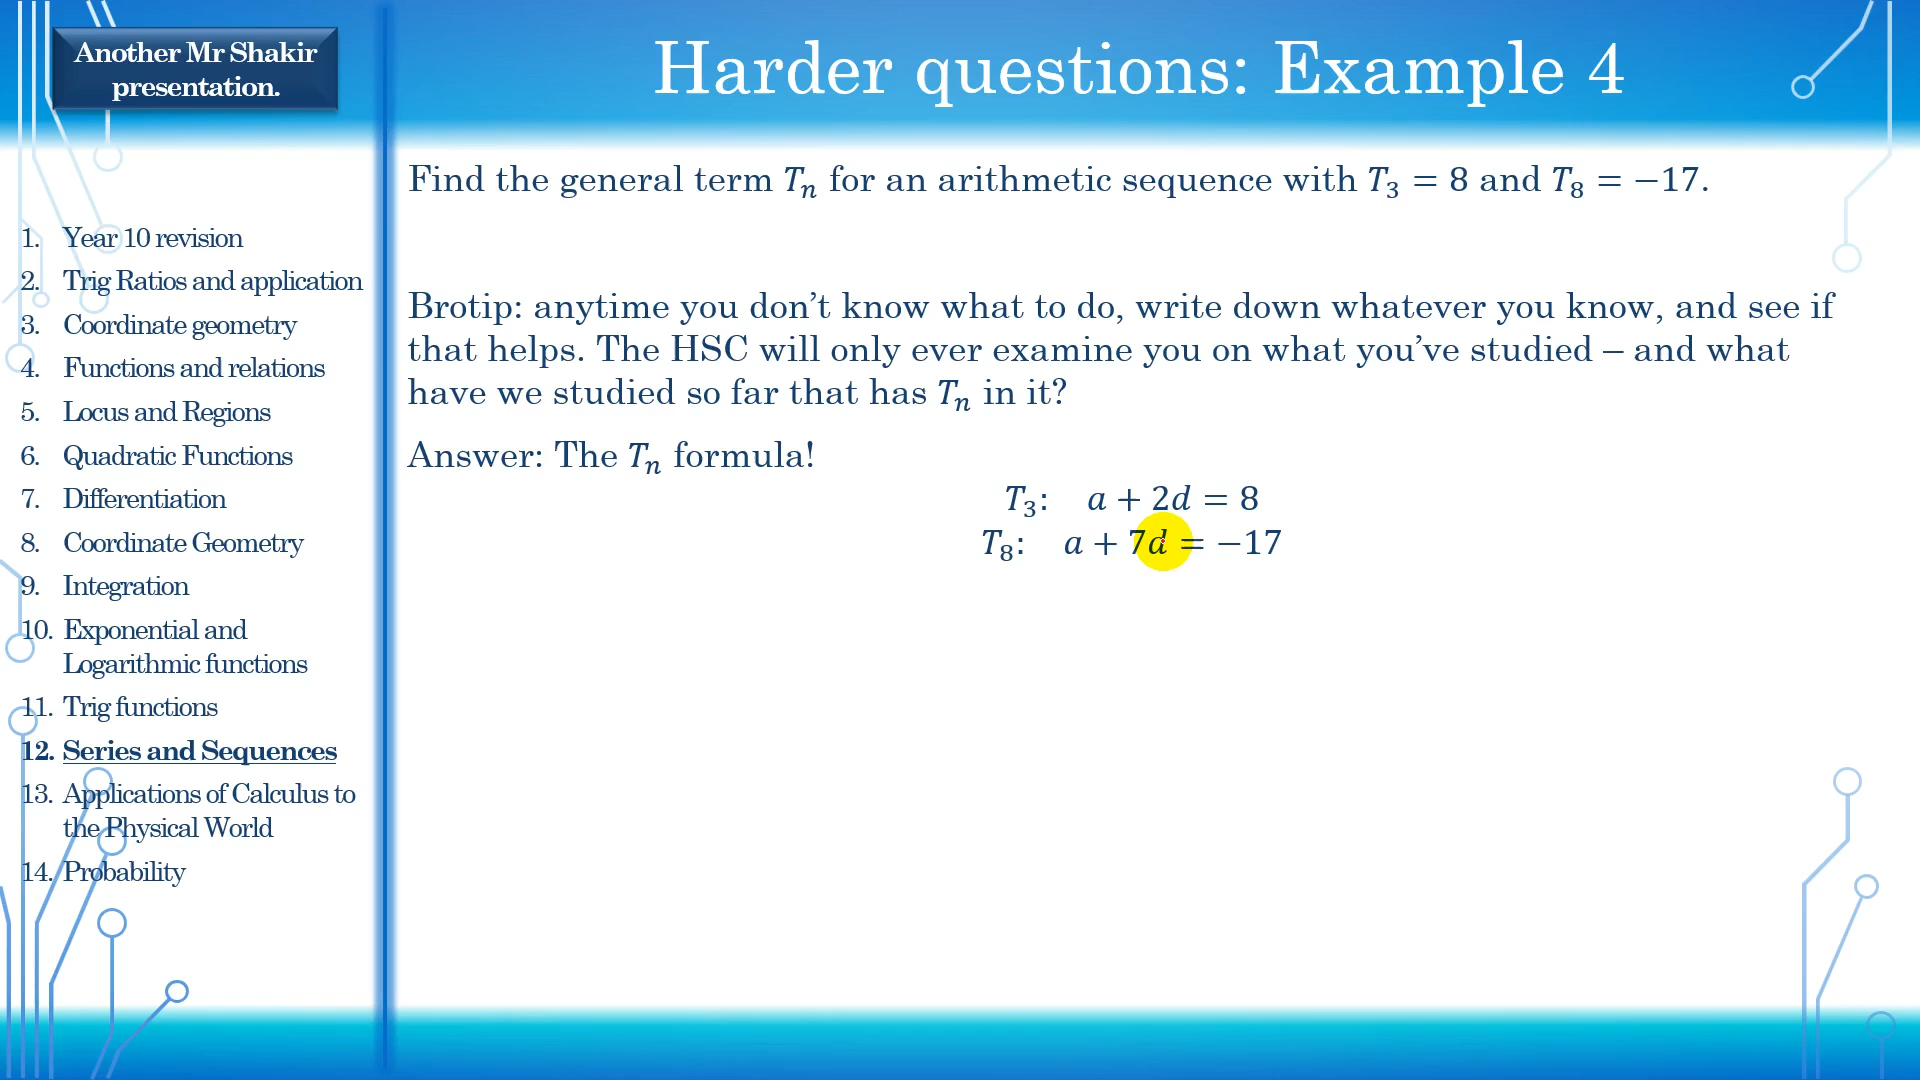 Another Mr Shakir
presentation.
Harder questions: Example 4
1. Year 10 revision
2. Trig Ratios and application
3. Coordinate geometry
4. Functions and relations
5. Locus and Regions
6. Quadratic Functions
7. Differentiation
8. Coordinate Geometry
9. Integration
10. Exponential and
Logarithmic functions
11. Trig functions
12. Series and Sequences
13. Applications of Calculus to
the Physical World
14. Probability
Find the general term Tₙ for an arithmetic sequence with T₃ = 8 and T₈ = −17.
Brotip: anytime you don’t know what to do, write down whatever you know, and see if
that helps. The HSC will only ever examine you on what you’ve studied – and what
have we studied so far that has Tₙ in it?
Answer: The Tₙ formula!
T₃: a + 2d = 8
T₈: a + 7d = −17